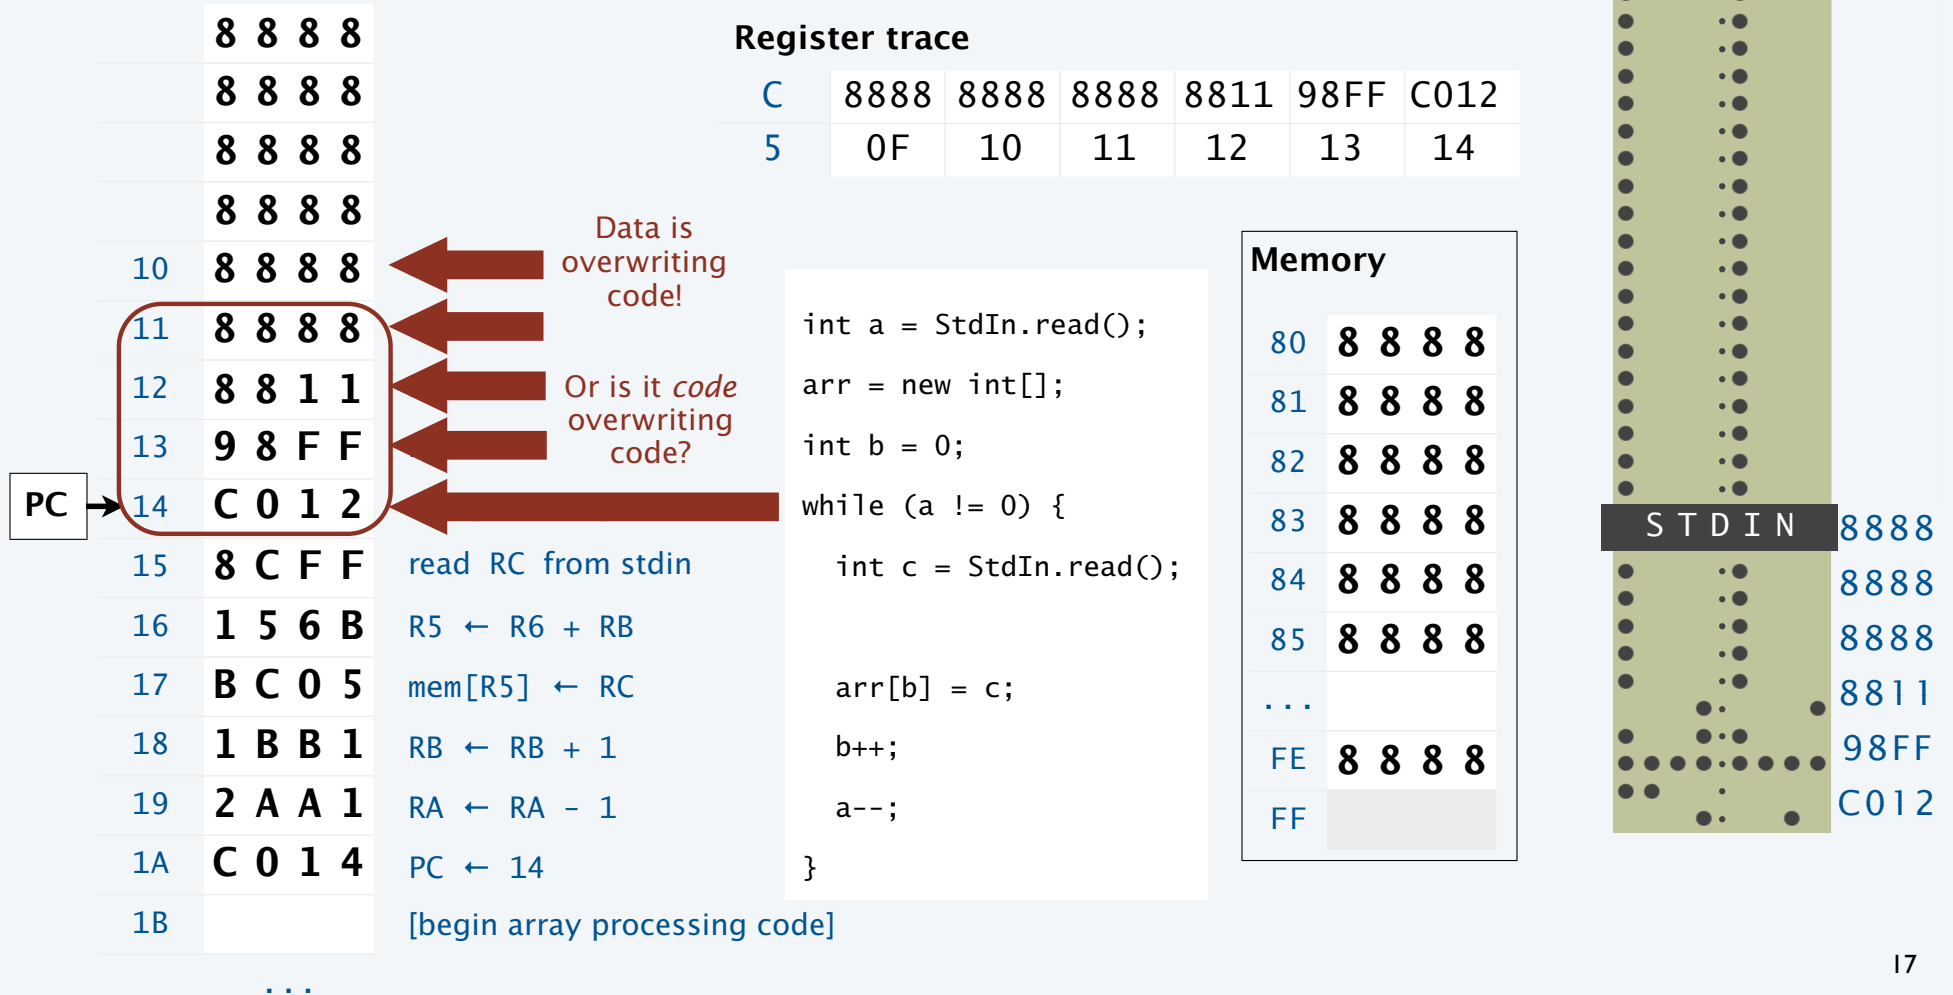 8 8 8 8
8 8 8 8
8 8 8 8
8 8 8 8
10 8 8 8 8
11 8 8 8 8
12 8 8 1 1
13 9 8 F F
PC 14 C 0 1 2
15 8 C F F read RC from stdin
16 1 5 6 B R5 ← R6 + RB
17 B C 0 5 mem[R5] ← RC
18 1 B B 1 RB ← RB + 1
19 2 A A 1 RA ← RA – 1
1A C 0 1 4 PC ← 14
1B [begin array processing code]
...
Data is
overwriting
code!
Or is it code
overwriting
code?
Register trace
C 8888 8888 8888 8811 98FF C012
5 0F 10 11 12 13 14
int a = StdIn.read();
arr = new int[];
int b = 0;
while (a != 0) {
int c = StdIn.read();
arr[b] = c;
b++;
a--;
}
Memory
80 8 8 8 8
81 8 8 8 8
82 8 8 8 8
83 8 8 8 8
84 8 8 8 8
85 8 8 8 8
...
FE 8 8 8 8
FF
STDIN
8888
8888
8888
8811
98FF
C012
17